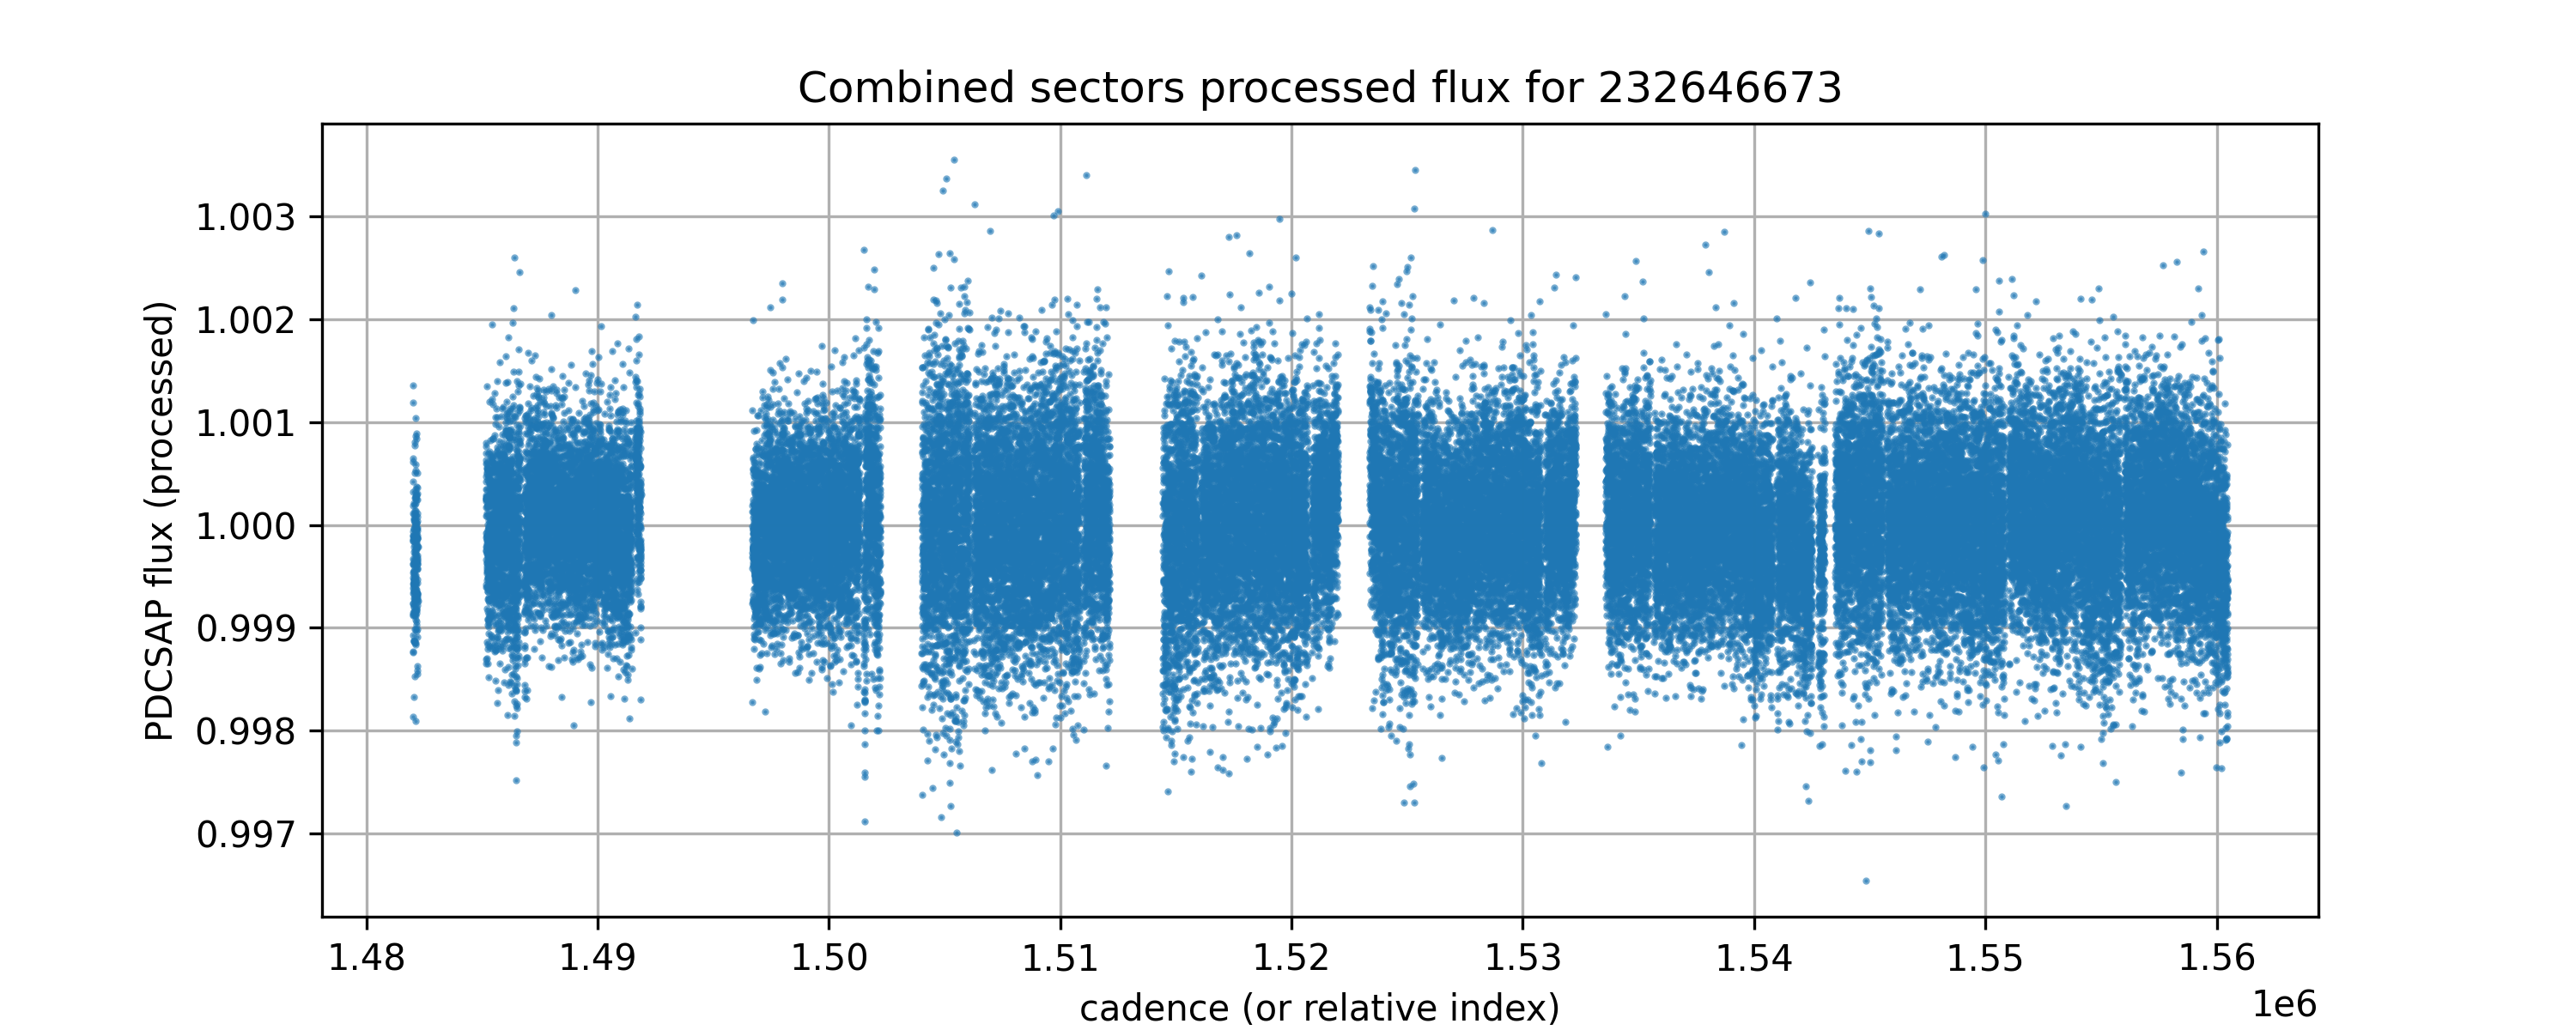 Combined sectors processed flux for 232646673
PDCSAP flux (processed)
1.003
1.002
1.001
1.000
0.999
0.998
0.997
1.48 1.49 1.50 1.51 1.52 1.53 1.54 1.55 1.56
1e6
cadence (or relative index)